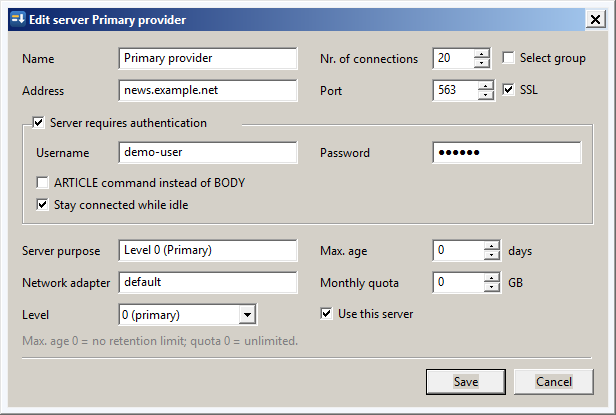 Edit server Primary provider
Name Primary provider Nr. of connections 20 Select group
Address news.example.net Port 563 SSL
Server requires authentication
Username demo-user Password ●●●●●●
ARTICLE command instead of BODY
Stay connected while idle
Server purpose Level 0 (Primary) Max. age 0 days
Network adapter default Monthly quota 0 GB
Level 0 (primary) Use this server
Max. age 0 = no retention limit; quota 0 = unlimited.
Save Cancel